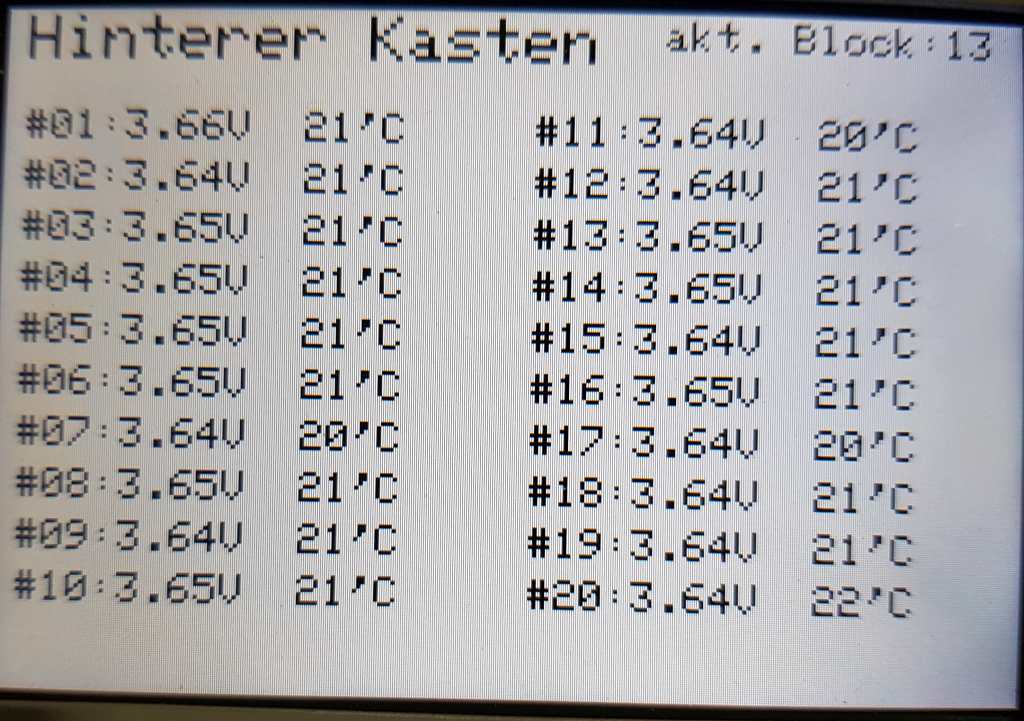 Hinterer Kasten akt. Block:13
#01:3.66V 21'C #11:3.64V 20'C
#02:3.64V 21'C #12:3.64V 21'C
#03:3.65V 21'C #13:3.65V 21'C
#04:3.65V 21'C #14:3.65V 21'C
#05:3.65V 21'C #15:3.64V 21'C
#06:3.65V 21'C #16:3.65V 21'C
#07:3.64V 20'C #17:3.64V 20'C
#08:3.65V 21'C #18:3.64V 21'C
#09:3.64V 21'C #19:3.64V 21'C
#10:3.65V 21'C #20:3.64V 22'C